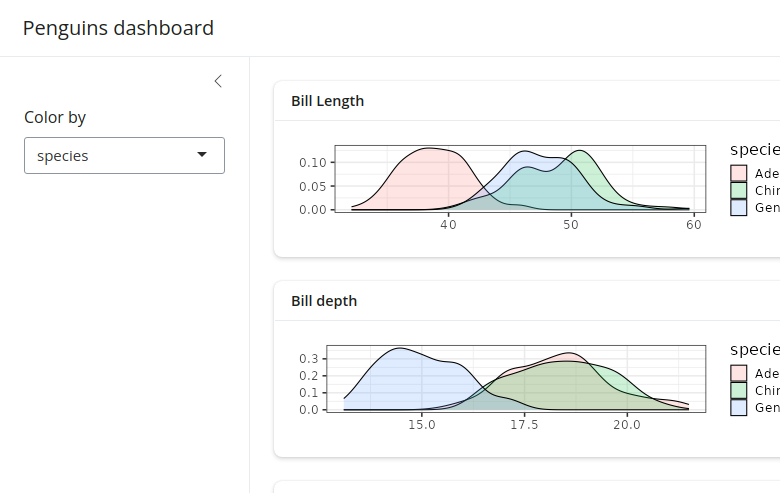 Penguins dashboard
Color by
species
Bill Length
0.10
0.05
0.00
40 50 60
specie
Ade
Chin
Gen
Bill depth
0.3
0.2
0.1
0.0
15.0 17.5 20.0
specie
Ade
Chin
Gen